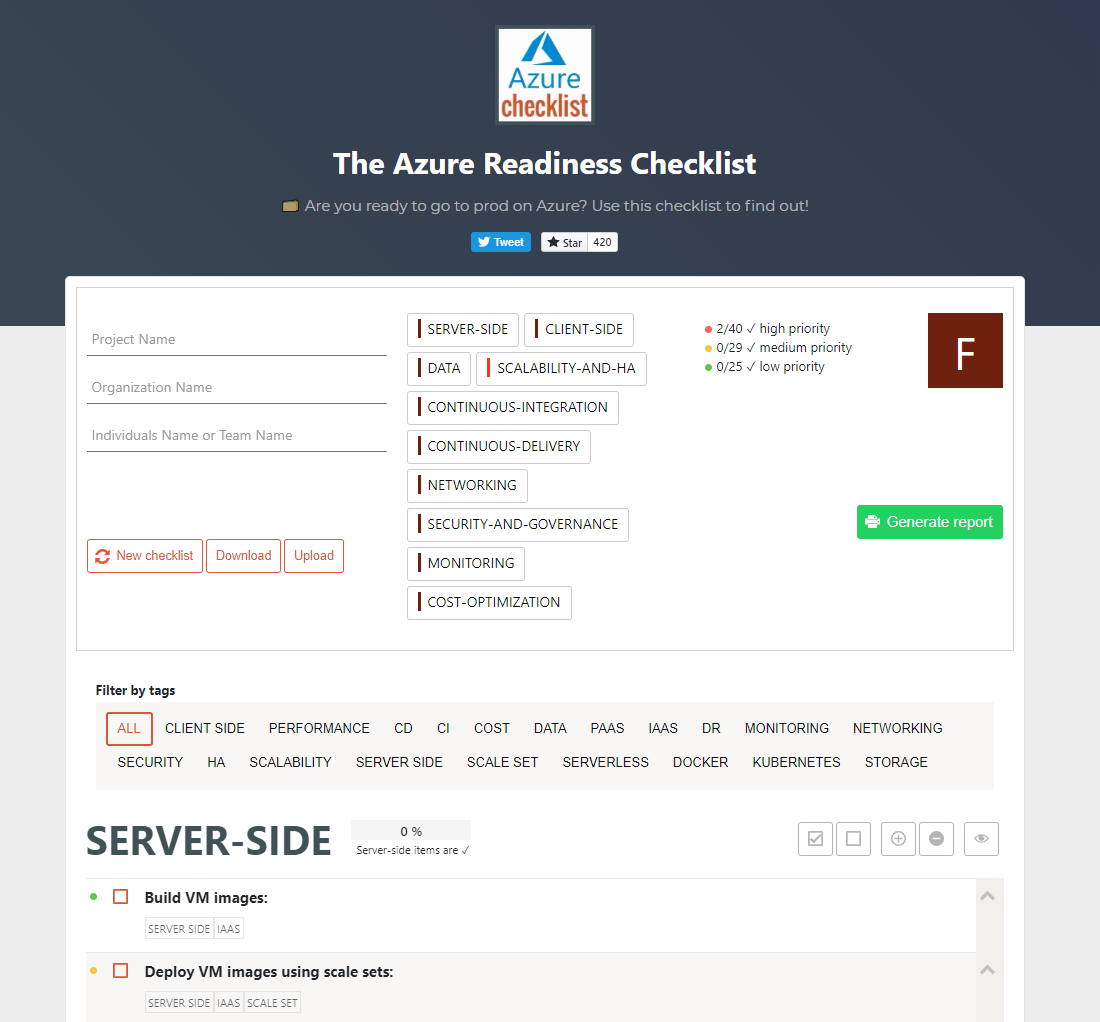 Azure
checklist
The Azure Readiness Checklist
Are you ready to go to prod on Azure? Use this checklist to find out!
Tweet
Star 420
Project Name
Organization Name
Individuals Name or Team Name
New checklist Download Upload
SERVER-SIDE CLIENT-SIDE
DATA SCALABILITY-AND-HA
CONTINUOUS-INTEGRATION
CONTINUOUS-DELIVERY
NETWORKING
SECURITY-AND-GOVERNANCE
MONITORING
COST-OPTIMIZATION
2/40 ✓ high priority
0/29 ✓ medium priority
0/25 ✓ low priority
F
Generate report
Filter by tags
ALL CLIENT SIDE PERFORMANCE CD CI COST DATA PAAS IAAS DR MONITORING NETWORKING
SECURITY HA SCALABILITY SERVER SIDE SCALE SET SERVERLESS DOCKER KUBERNETES STORAGE
SERVER-SIDE
0 %
Server-side items are ✓
Build VM images:
SERVER SIDE IAAS
Deploy VM images using scale sets:
SERVER SIDE IAAS SCALE SET